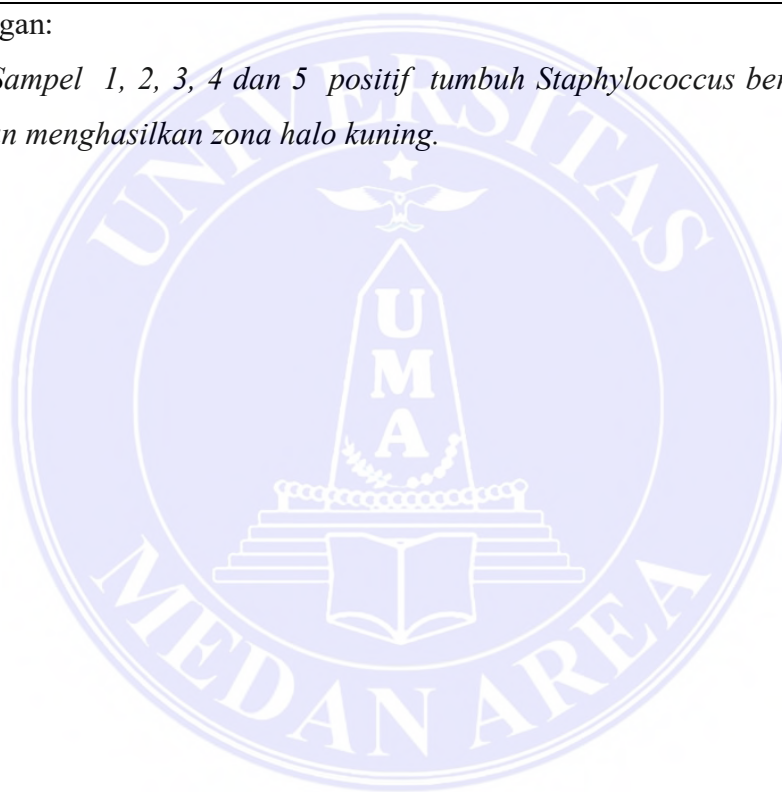 gan:
Sampel 1, 2, 3, 4 dan 5 positif tumbuh Staphylococcus ber
n menghasilkan zona halo kuning.
UNIVERSITAS
UMA
MEDAN AREA